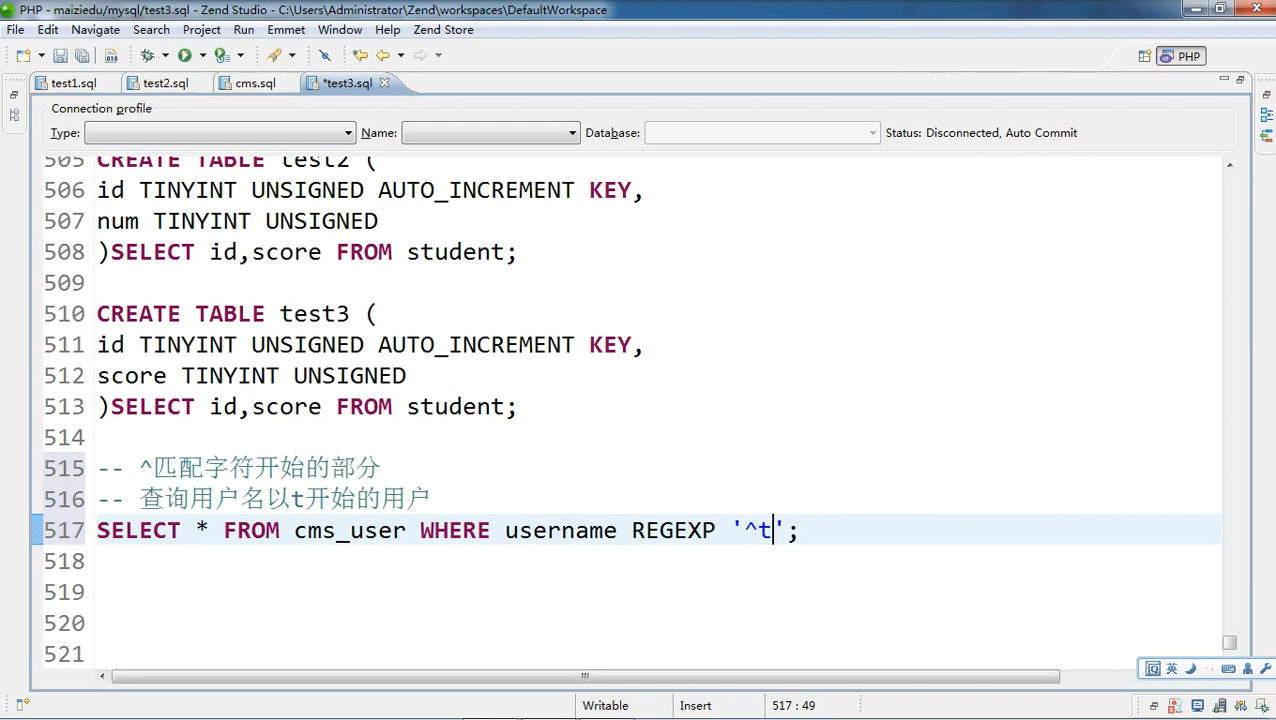 PHP - maiziedu/mysql/test3.sql - Zend Studio - C:\Users\Administrator\Zend\workspaces\DefaultWorkspace
File Edit Navigate Search Project Run Emmet Window Help Zend Store
PHP
test1.sql test2.sql cms.sql *test3.sql
Connection profile
Type: Name: Database: Status: Disconnected, Auto Commit
505 CREATE TABLE test2 (
506 id TINYINT UNSIGNED AUTO_INCREMENT KEY,
507 num TINYINT UNSIGNED
508 )SELECT id,score FROM student;
509
510 CREATE TABLE test3 (
511 id TINYINT UNSIGNED AUTO_INCREMENT KEY,
512 score TINYINT UNSIGNED
513 )SELECT id,score FROM student;
514
515 -- ^匹配字符开始的部分
516 -- 查询用户名以t开始的用户
517 SELECT * FROM cms_user WHERE username REGEXP '^t';
518
519
520
521
英
Writable Insert 517 : 49